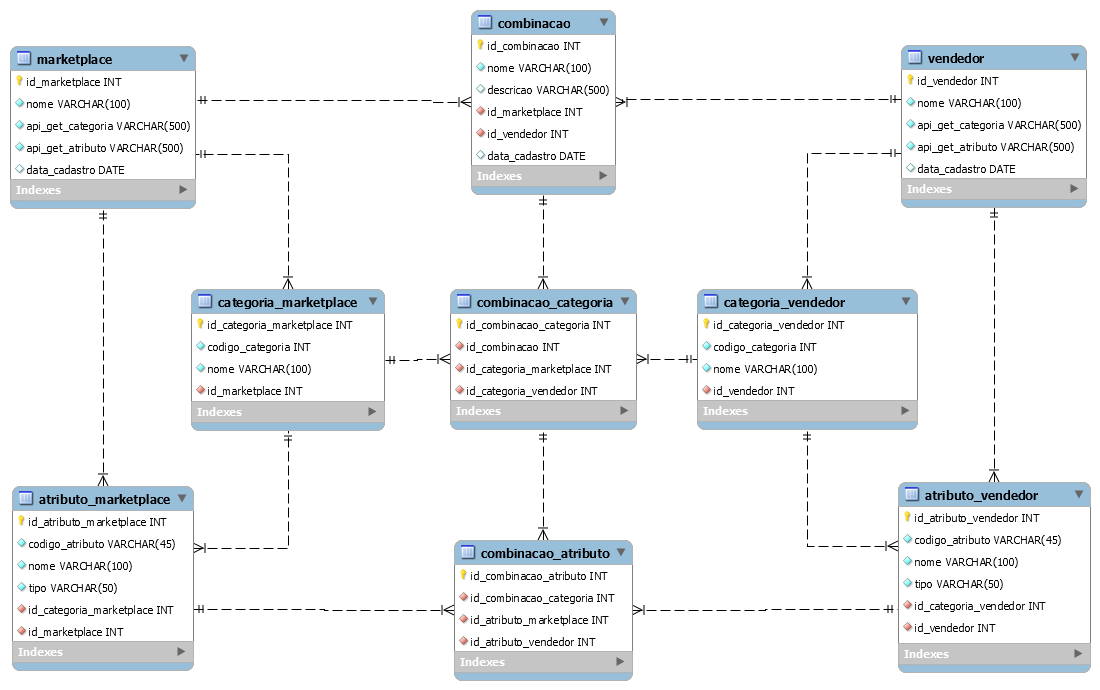 combinacao
id_combinacao INT
nome VARCHAR(100)
descricao VARCHAR(500)
id_marketplace INT
id_vendedor INT
data_cadastro DATE
Indexes
marketplace
id_marketplace INT
nome VARCHAR(100)
api_get_categoria VARCHAR(500)
api_get_atributo VARCHAR(500)
data_cadastro DATE
Indexes
vendedor
id_vendedor INT
nome VARCHAR(100)
api_get_categoria VARCHAR(500)
api_get_atributo VARCHAR(500)
data_cadastro DATE
Indexes
categoria_marketplace
id_categoria_marketplace INT
codigo_categoria INT
nome VARCHAR(100)
id_marketplace INT
Indexes
combinacao_categoria
id_combinacao_categoria INT
id_combinacao INT
id_categoria_marketplace INT
id_categoria_vendedor INT
Indexes
categoria_vendedor
id_categoria_vendedor INT
codigo_categoria INT
nome VARCHAR(100)
id_vendedor INT
Indexes
atributo_marketplace
id_atributo_marketplace INT
codigo_atributo VARCHAR(45)
nome VARCHAR(100)
tipo VARCHAR(50)
id_categoria_marketplace INT
id_marketplace INT
Indexes
combinacao_atributo
id_combinacao_atributo INT
id_combinacao_categoria INT
id_atributo_marketplace INT
id_atributo_vendedor INT
Indexes
atributo_vendedor
id_atributo_vendedor INT
codigo_atributo VARCHAR(45)
nome VARCHAR(100)
tipo VARCHAR(50)
id_categoria_vendedor INT
id_vendedor INT
Indexes